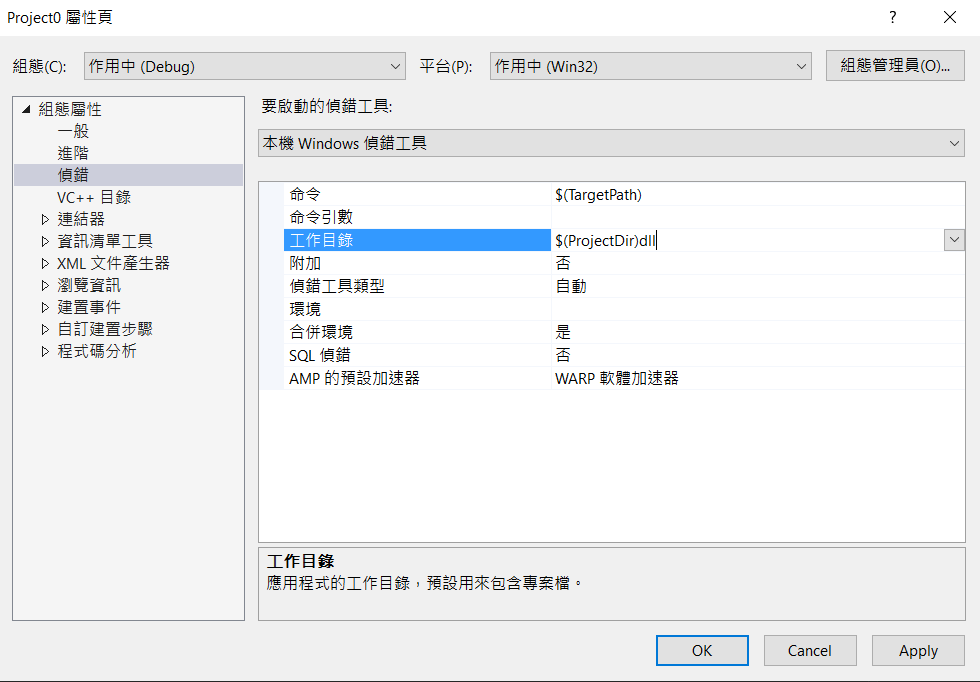 Project0 屬性頁
組態(C): 作用中 (Debug) 平台(P): 作用中 (Win32) 組態管理員(O)...
組態屬性
一般
進階
偵錯
VC++ 目錄
連結器
資訊清單工具
XML 文件產生器
瀏覽資訊
建置事件
自訂建置步驟
程式碼分析
要啟動的偵錯工具:
本機 Windows 偵錯工具
命令 $(TargetPath)
命令引數
工作目錄 $(ProjectDir)dll
附加 否
偵錯工具類型 自動
環境
合併環境 是
SQL 偵錯 否
AMP 的預設加速器 WARP 軟體加速器
工作目錄
應用程式的工作目錄，預設用來包含專案檔。
OK Cancel Apply